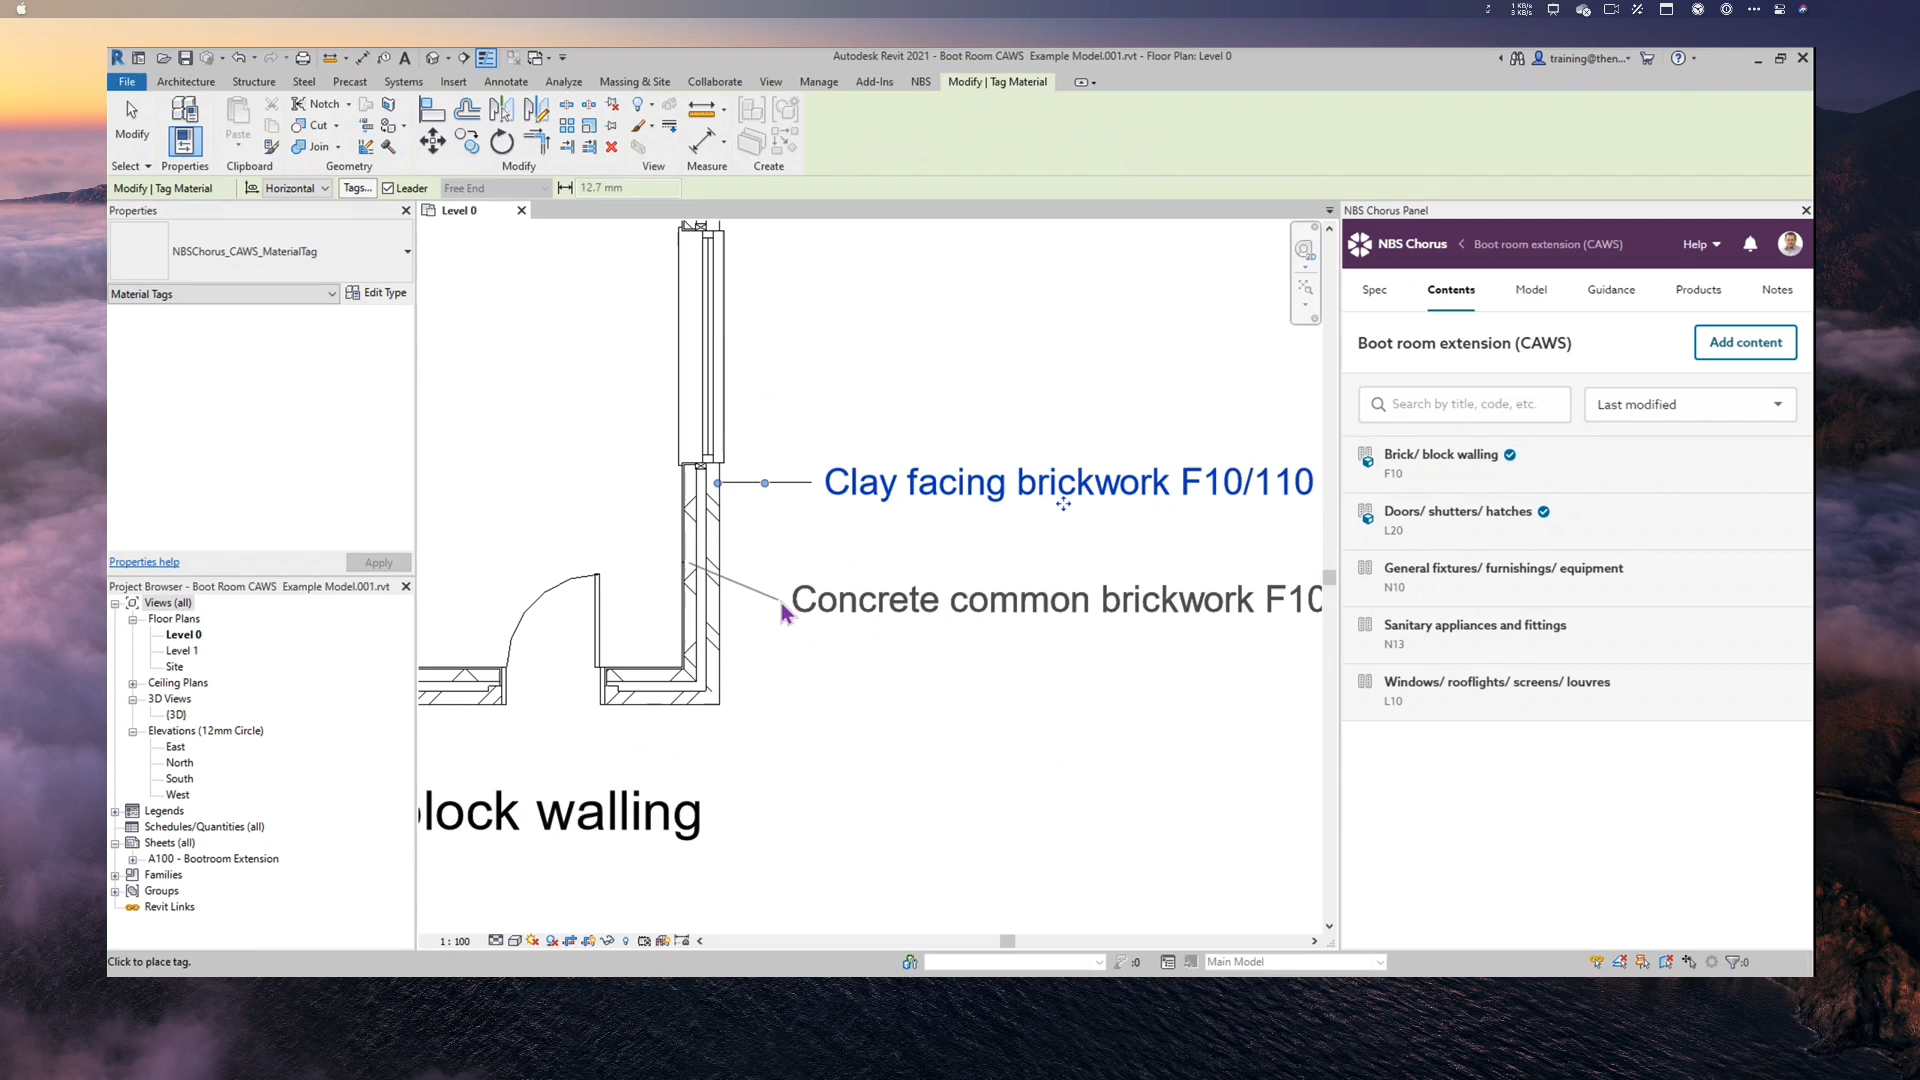 1 KB/s
3 KB/s
Autodesk Revit 2021 - Boot Room CAWS Example Model.001.rvt - Floor Plan: Level 0
training@then...
File Architecture Structure Steel Precast Systems Insert Annotate Analyze Massing & Site Collaborate View Manage Add-Ins NBS Modify | Tag Material
Modify
Paste
Notch
Cut
Join
Select Properties Clipboard Geometry Modify View Measure Create
Modify | Tag Material Horizontal Tags... Leader Free End 12.7 mm
Properties
NBSChorus_CAWS_MaterialTag
Material Tags Edit Type
Properties help Apply
Project Browser - Boot Room CAWS Example Model.001.rvt
Views (all)
Floor Plans
Level 0
Level 1
Site
Ceiling Plans
3D Views
{3D}
Elevations (12mm Circle)
East
North
South
West
Legends
Schedules/Quantities (all)
Sheets (all)
A100 - Bootroom Extension
Families
Groups
Revit Links
Level 0
2D
Clay facing brickwork F10/110
Concrete common brickwork F10
lock walling
1 : 100
Click to place tag.
:0
Main Model
:0
NBS Chorus Panel
NBS Chorus Boot room extension (CAWS) Help
Spec Contents Model Guidance Products Notes
Boot room extension (CAWS) Add content
Search by title, code, etc. Last modified
Brick/ block walling
F10
Doors/ shutters/ hatches
L20
General fixtures/ furnishings/ equipment
N10
Sanitary appliances and fittings
N13
Windows/ rooflights/ screens/ louvres
L10